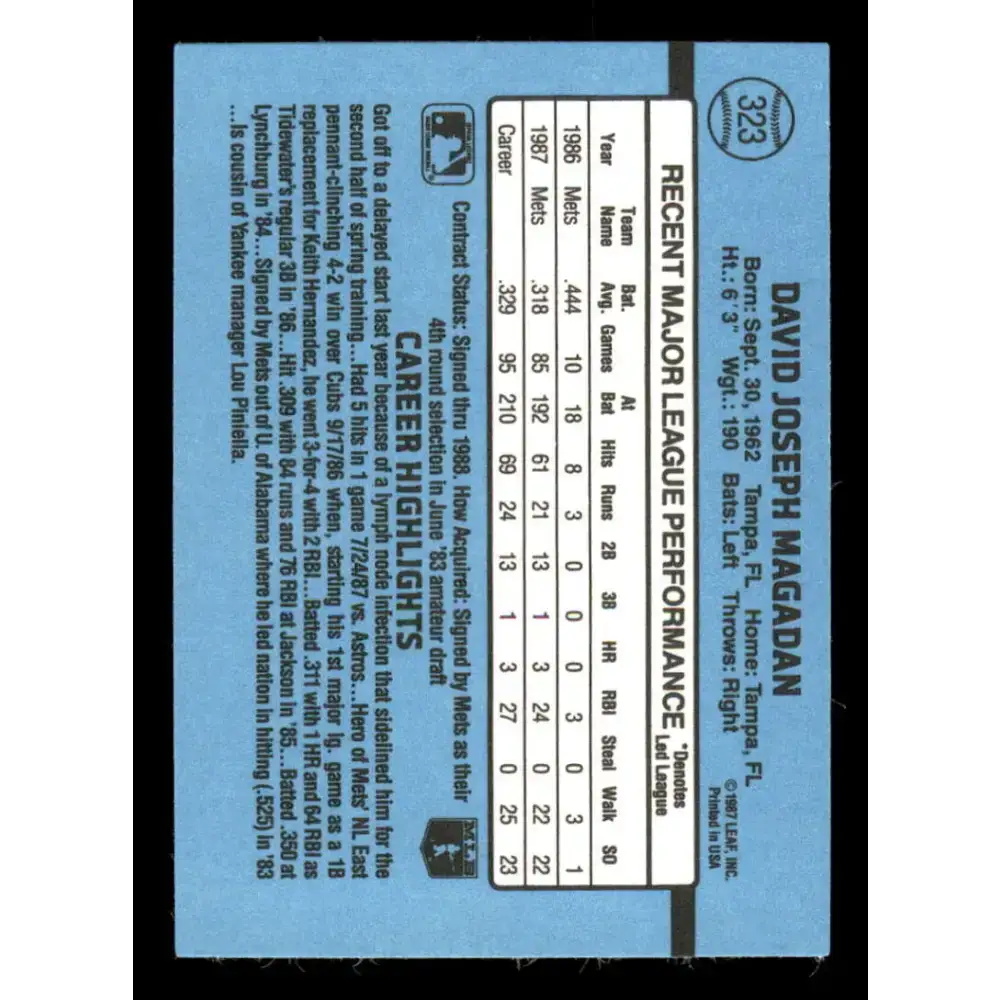 323
DAVID JOSEPH MAGADAN
Born: Sept. 30, 1962 Tampa, FL Home: Tampa, FL
Ht.: 6'3" Wgt.: 190 Bats: Left Throws: Right
©1987 LEAF, INC.
Printed in USA
RECENT MAJOR LEAGUE PERFORMANCE *Denotes Led League
Year Team Name Bat. Avg. Games At Bat Hits Runs 2B 3B HR RBI Steal Walk SO
1986 Mets .444 10 18 8 3 0 0 0 3 0 3 1
1987 Mets .318 85 192 61 21 13 1 3 24 0 22 22
Career .329 95 210 69 24 13 1 3 27 0 25 23
Contract Status: Signed thru 1988. How Acquired: Signed by Mets as their
4th round selection in June '83 amateur draft
MLB
CAREER HIGHLIGHTS
Got off to a delayed start last year because of a lymph node infection that sidelined him for the
second half of spring training...Had 5 hits in 1 game 7/24/87 vs. Astros...Hero of Mets' NL East
pennant-clinching 4-2 win over Cubs 9/17/86 when, starting his 1st major lg. game as a 1B
replacement for Keith Hernandez, he went 3-for-4 with 2 RBI...Batted .311 with 1 HR and 64 RBI as
Tidewater's regular 3B in '86...Hit .309 with 84 runs and 76 RBI at Jackson in '85...Batted .350 at
Lynchburg in '84...Signed by Mets out of U. of Alabama where he led nation in hitting (.525) in '83
...Is cousin of Yankee manager Lou Piniella.